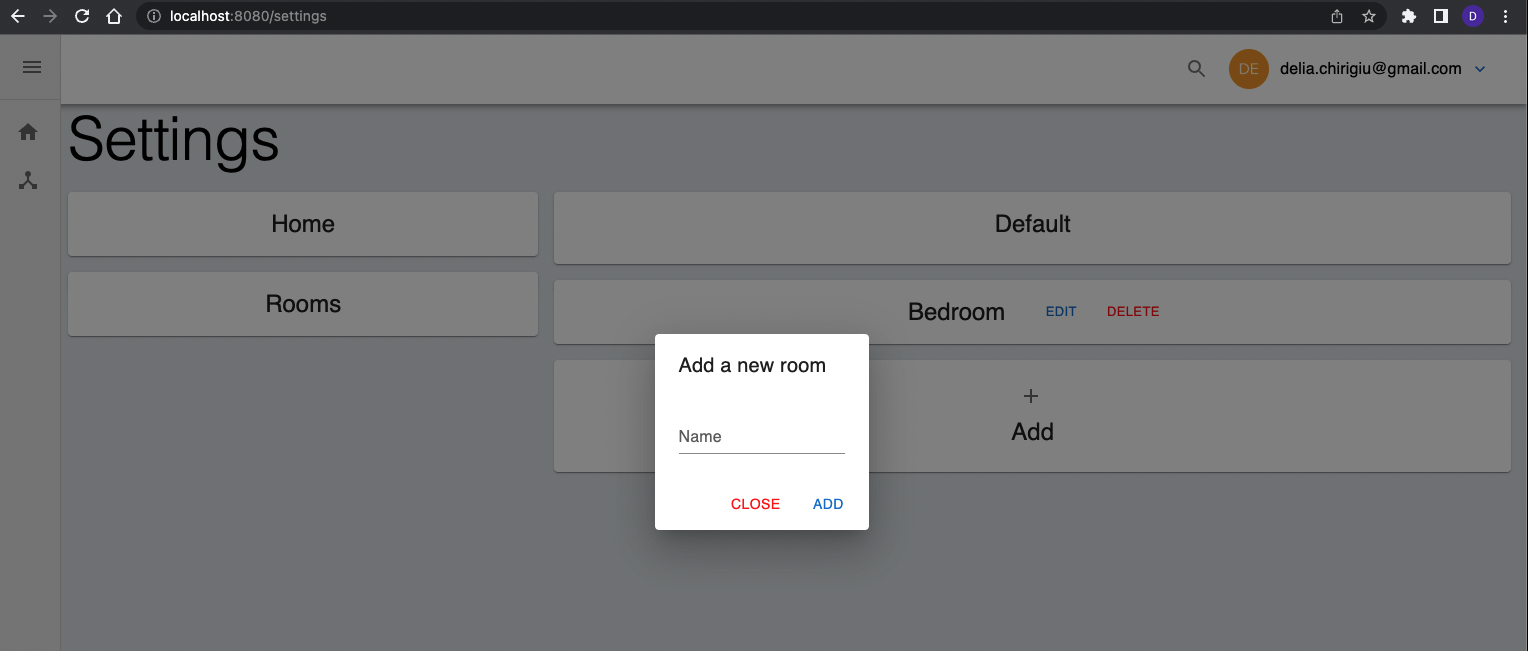 localhost:8080/settings
D
DE
delia.chirigiu@gmail.com
Settings
Home
Default
Rooms
Bedroom EDIT DELETE
Add a new room
Name
CLOSE ADD
+
Add